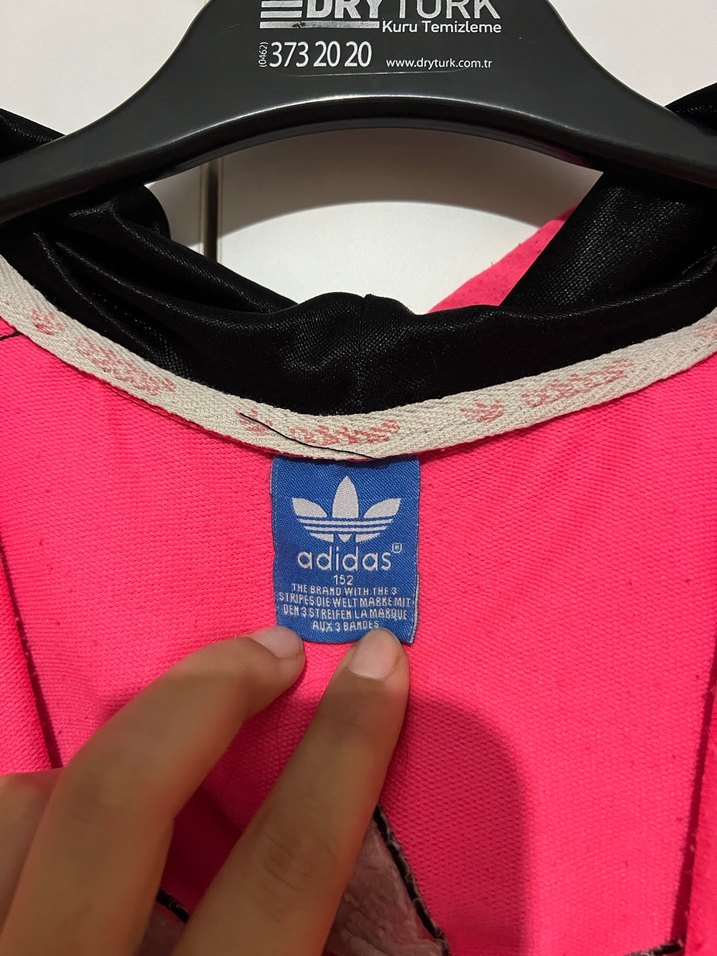 DRYTURK
Kuru Temizleme
(0462) 373 20 20 www.dryturk.com.tr
adidas®
152
THE BRAND WITH THE 3
STRIPES DIE WELT MARKE MIT
DEN 3 STREIFEN LA MARQUE
AUX 3 BANDES